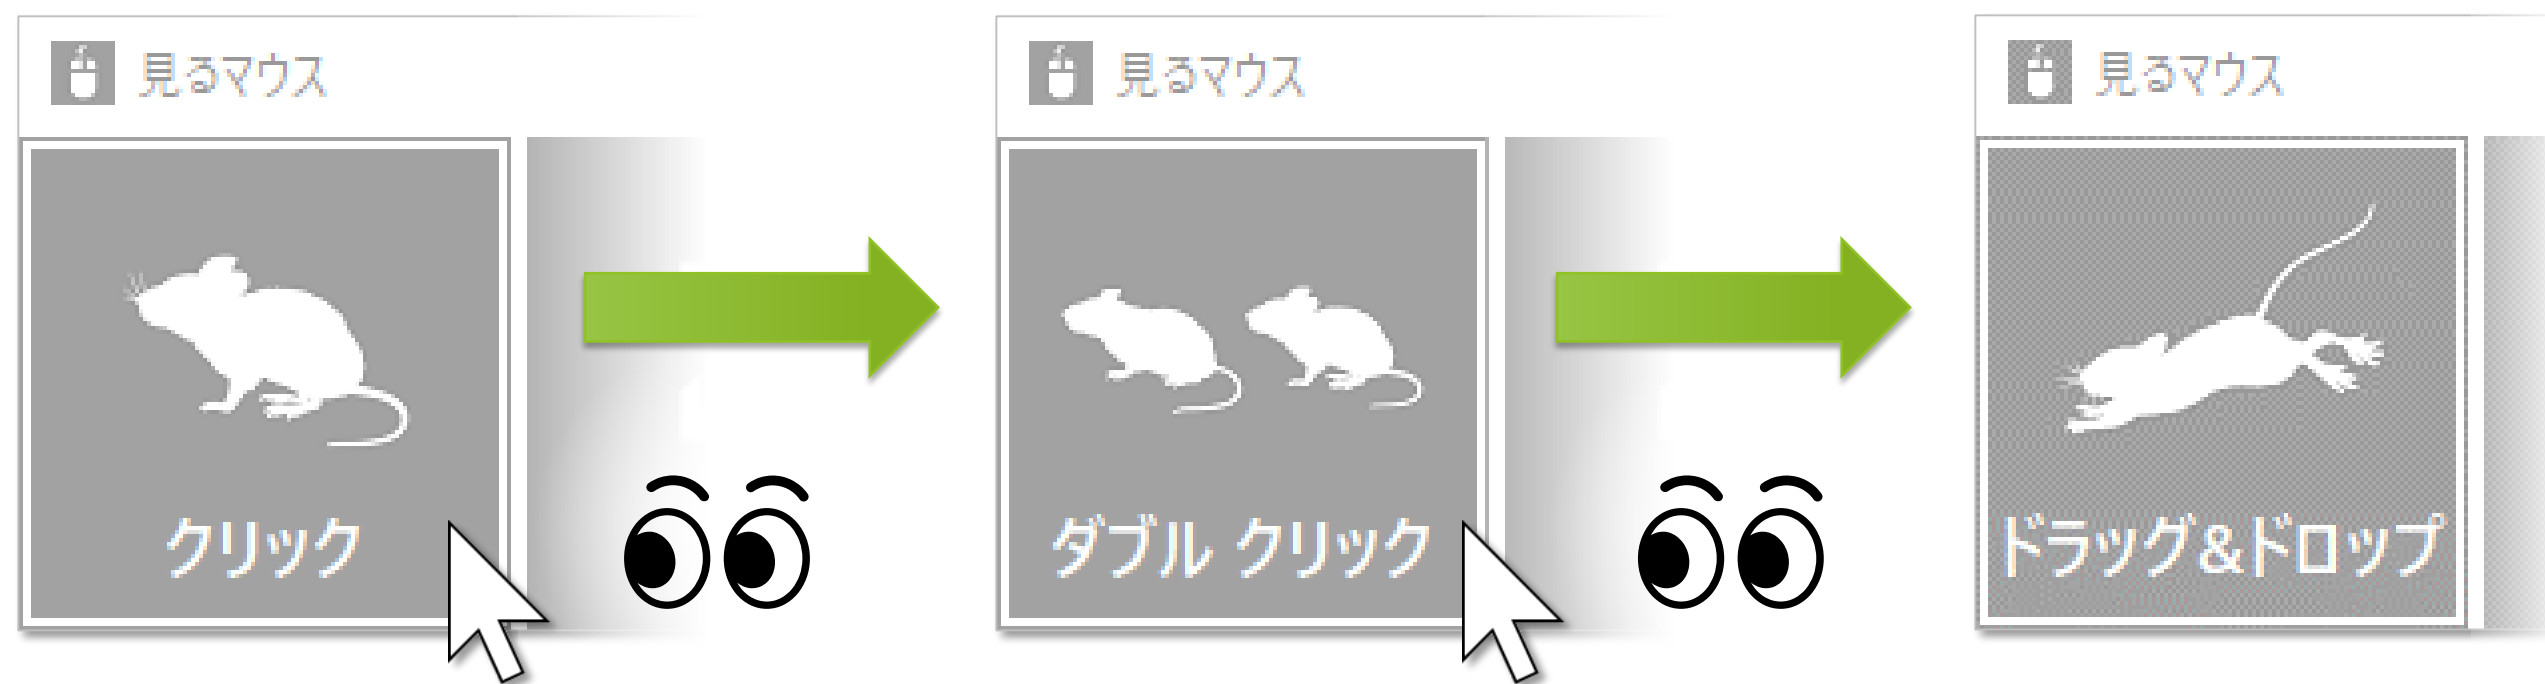 見るマウス
クリック
見るマウス
ダブル クリック
見るマウス
ドラッグ&ドロップ